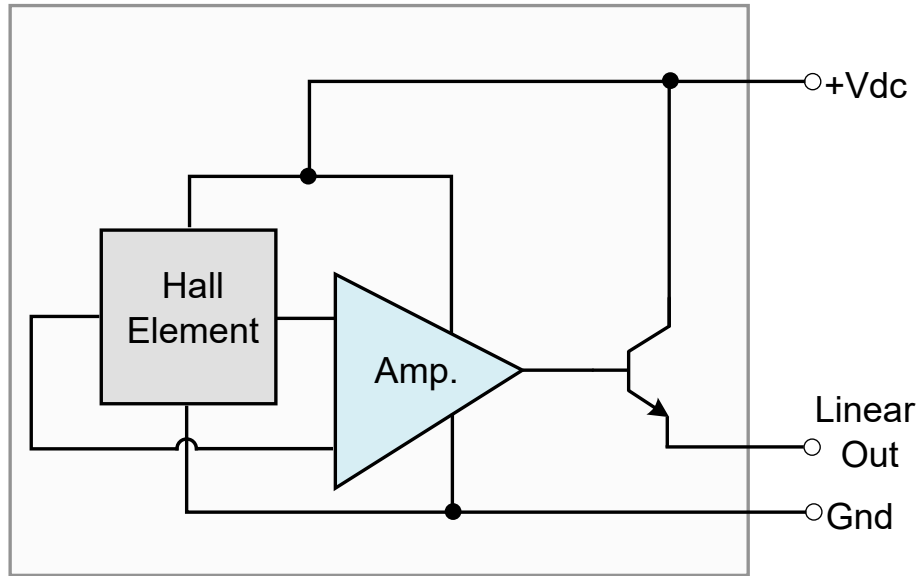 +Vdc
Hall
Element
Amp.
Linear
Out
Gnd